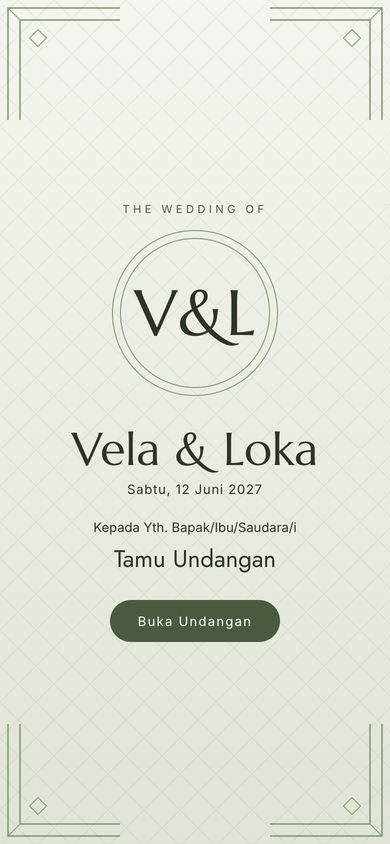 THE WEDDING OF
V&L
Vela & Loka
Sabtu, 12 Juni 2027
Kepada Yth. Bapak/Ibu/Saudara/i
Tamu Undangan
Buka Undangan